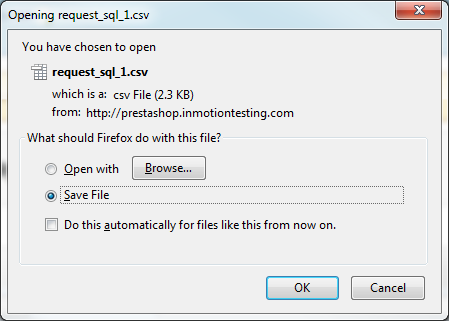 Opening request_sql_1.csv
You have chosen to open
request_sql_1.csv
which is a: csv File (2.3 KB)
from: http://prestashop.inmotiontesting.com
What should Firefox do with this file?
Open with Browse...
Save File
Do this automatically for files like this from now on.
OK Cancel